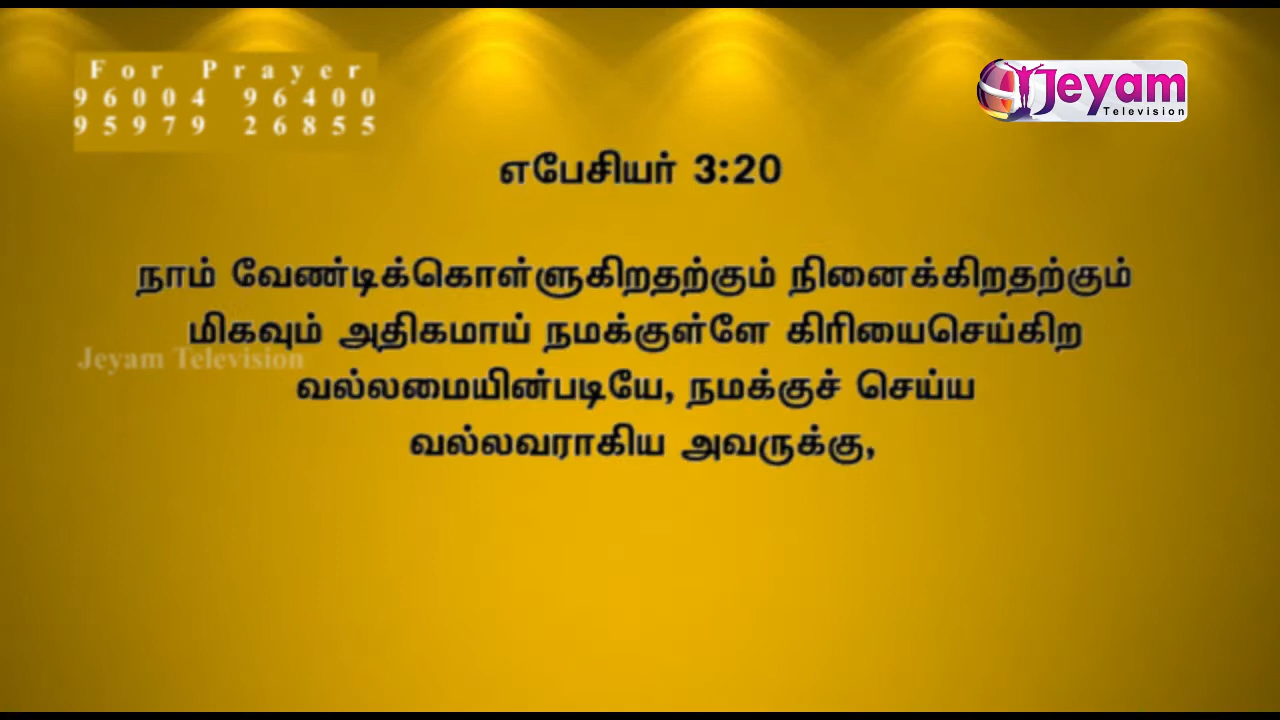 For Prayer
96004 96400
95979 26855
Jeyam
Television
எபேசியர் 3:20
நாம் வேண்டிக்கொள்ளுகிறதற்கும் நினைக்கிறதற்கும்
மிகவும் அதிகமாய் நமக்குள்ளே கிரியைசெய்கிற
Jeyam Television
வல்லமையின்படியே, நமக்குச் செய்ய
வல்லவராகிய அவருக்கு,